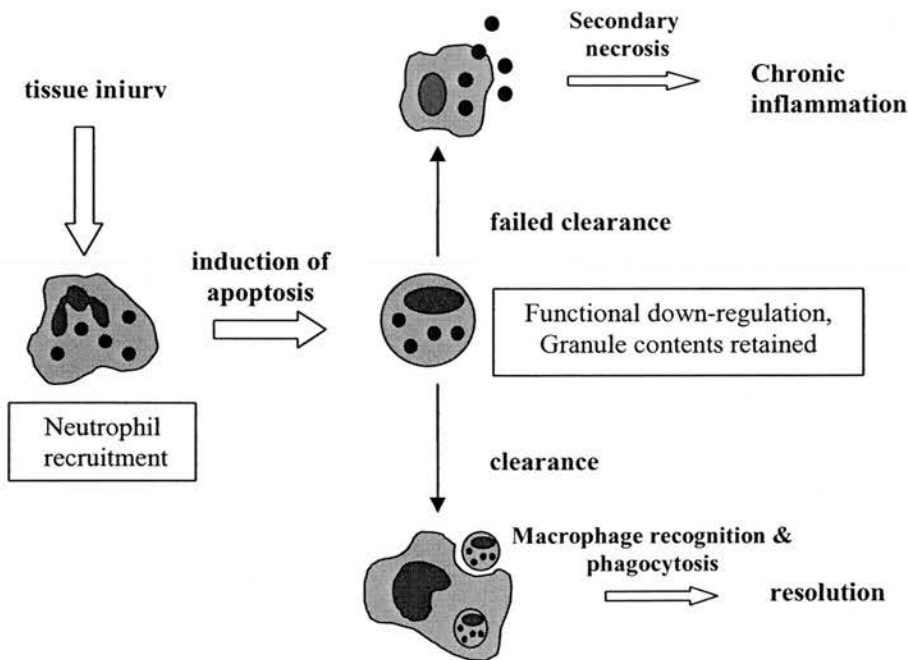 Secondary
necrosis
Chronic
inflammation
tissue iniurv
failed clearance
induction of
apoptosis
Functional down-regulation,
Granule contents retained
Neutrophil
recruitment
clearance
Macrophage recognition &
phagocytosis
resolution